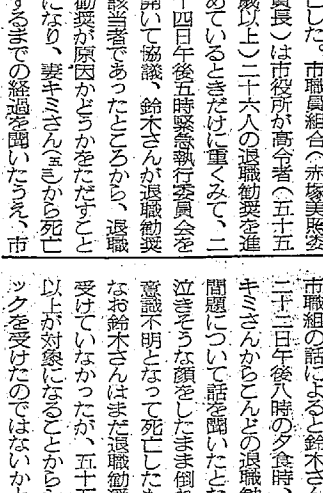 亡した。市職員組合（赤塚美照委
員長）は市役所が高令者（五十五
歳以上）二十六人の退職勧奨を進
めているときだけに重くみて、二
十四日午後五時緊急執行委員会を
開いて協議、鈴木さんが退職勧奨
該当者であったところから、退職
勧奨が原因かどうかをただすこと
になり、妻キミさん（五三）から死亡
するまでの経過を聞いたうえ、市
市職組の話によると鈴木さ
二十二日午後八時の夕食時、
キミさんからこんどの退職勧
問題について話を聞いたとた
泣きそうな顔をしたまま倒れ
意識不明となって死亡したも
なお鈴木さんはまだ退職勧奨
受けていなかったが、五十五
以上が対象になることから
ックを受けたのではないかと